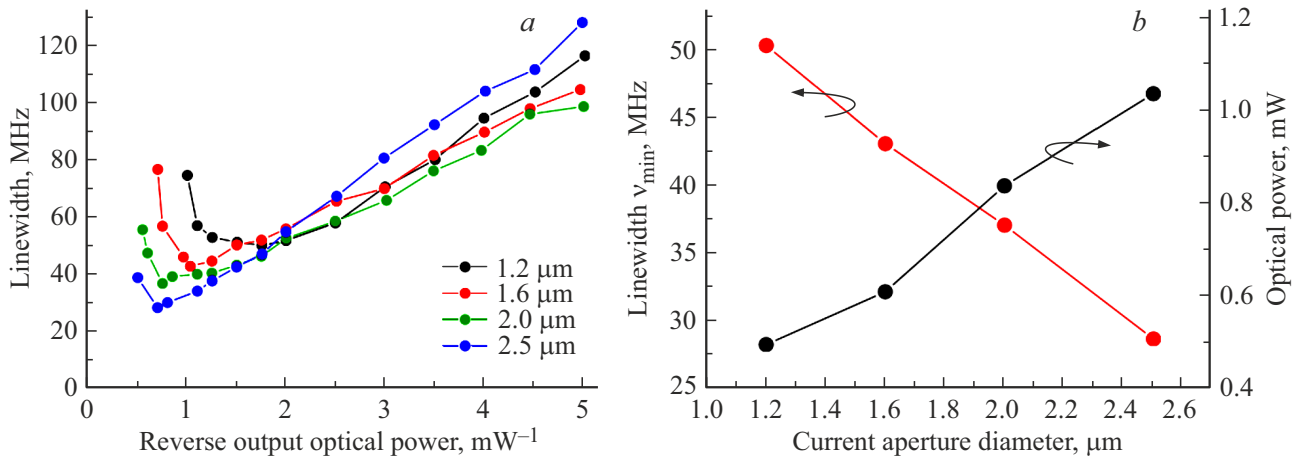 a
120
100
80
60
40
20
0
Linewidth, MHz
1.2 μm
1.6 μm
2.0 μm
2.5 μm
0 1 2 3 4 5
Reverse output optical power, mW⁻¹
b
50
45
40
35
30
25
Linewidth ν_min, MHz
1.2
1.0
0.8
0.6
0.4
Optical power, mW
1.0 1.2 1.4 1.6 1.8 2.0 2.2 2.4 2.6
Current aperture diameter, μm